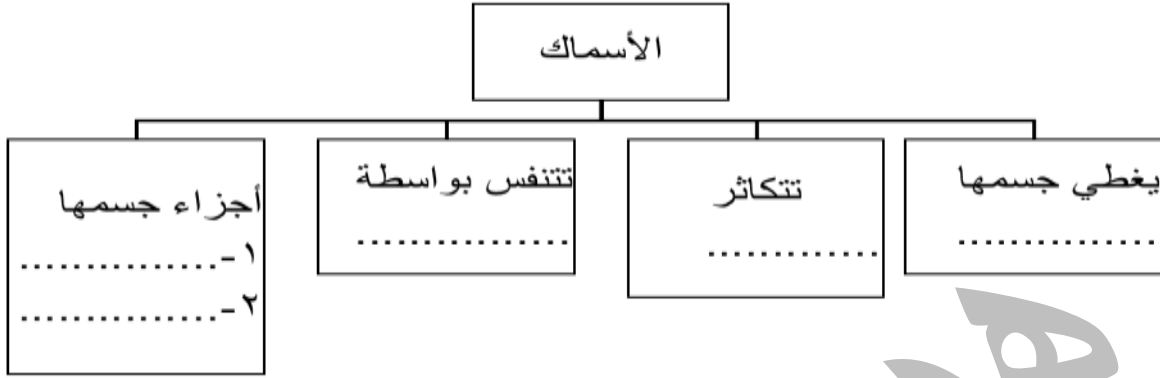 الأسماك
يغطي جسمها
................
تتكاثر
.............
تتنفس بواسطة
................
أجزاء جسمها
١-...............
٢-...............